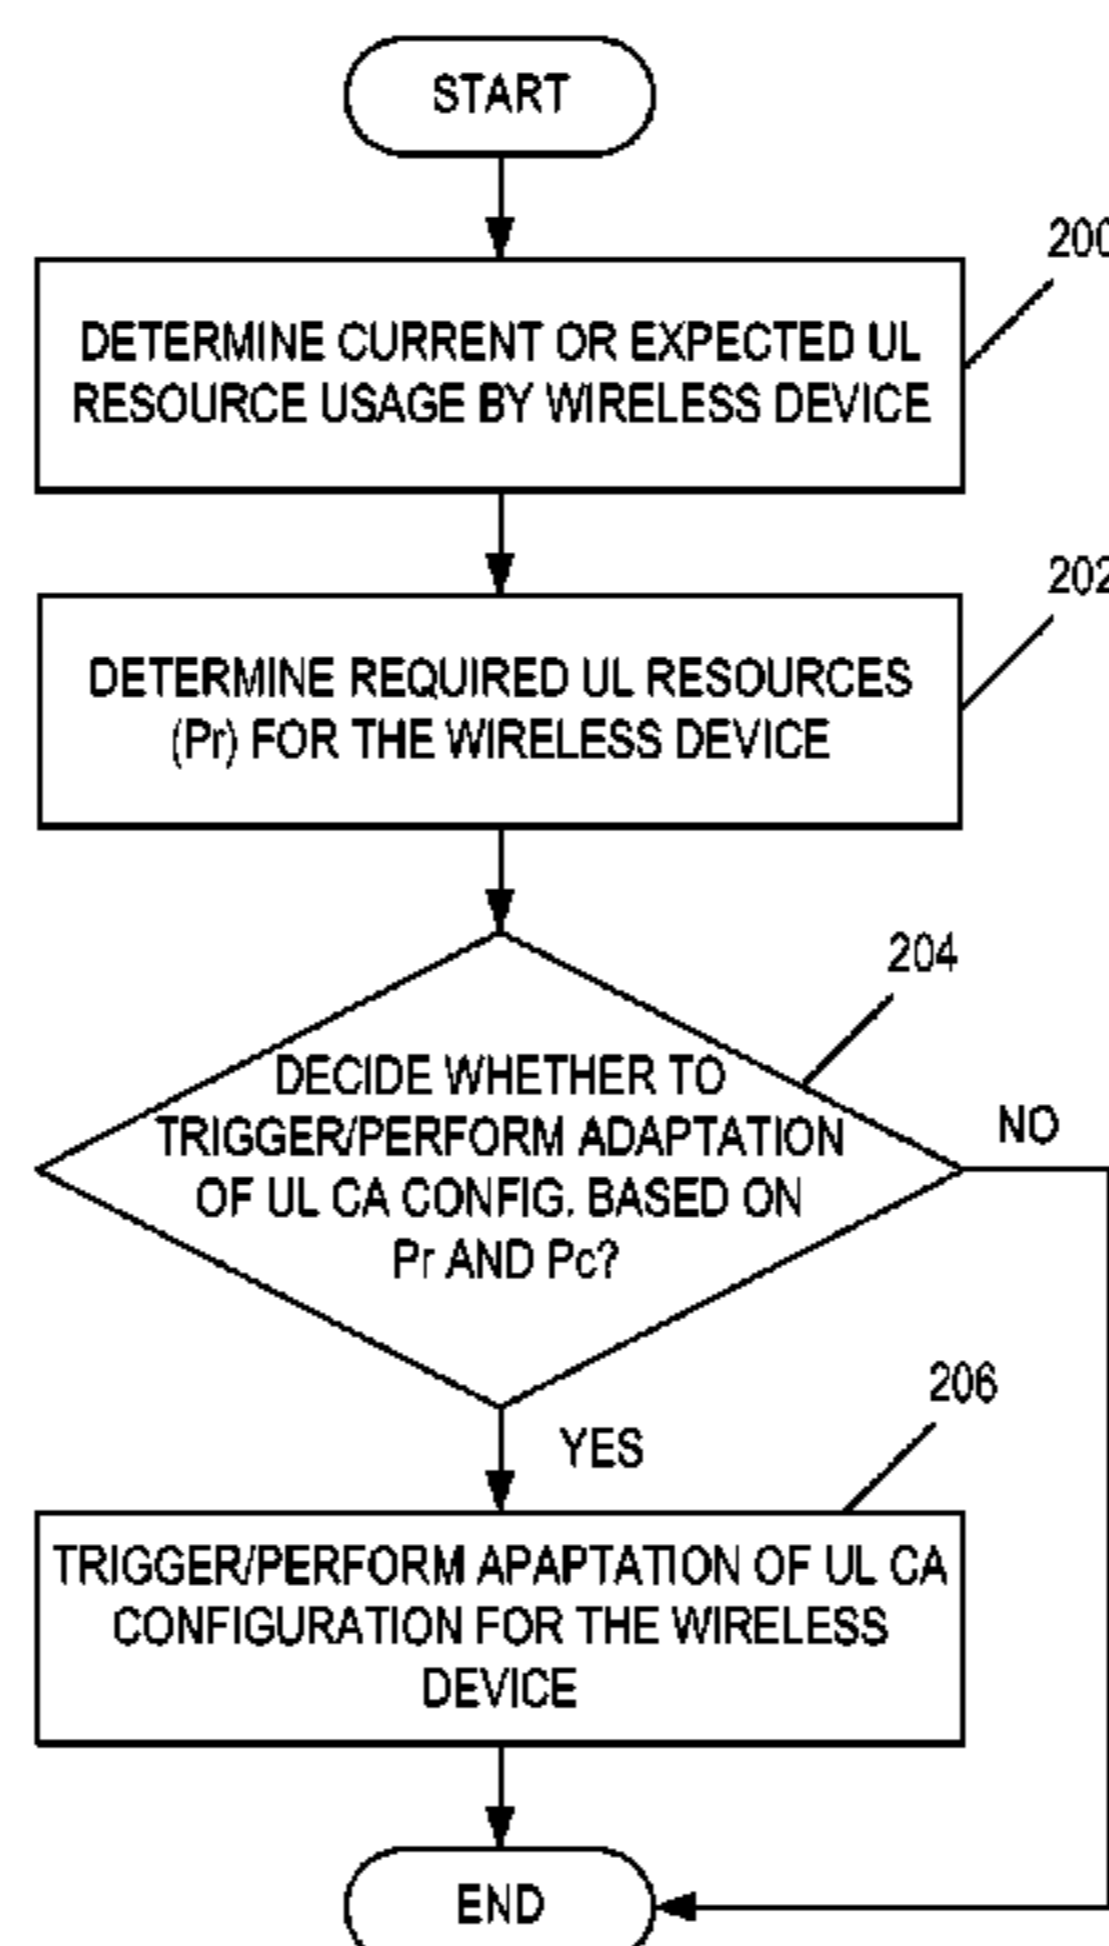 START
200
DETERMINE CURRENT OR EXPECTED UL
RESOURCE USAGE BY WIRELESS DEVICE
202
DETERMINE REQUIRED UL RESOURCES
(Pr) FOR THE WIRELESS DEVICE
204
DECIDE WHETHER TO
TRIGGER/PERFORM ADAPTATION
OF UL CA CONFIG. BASED ON
Pr AND Pc?
NO
206
YES
TRIGGER/PERFORM APAPTATION OF UL CA
CONFIGURATION FOR THE WIRELESS
DEVICE
END